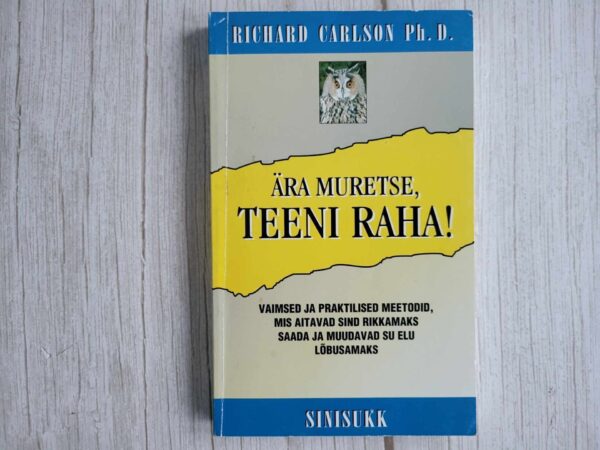 RICHARD CARLSON Ph.D.
ÄRA MURETSE,
TEENI RAHA!
VAIMSED JA PRAKTILISED MEETODID,
MIS AITAVAD SIND RIKKAMAKS
SAADA JA MUUDAVAD SU ELU
LÕBUSAMAKS
SINISUKK